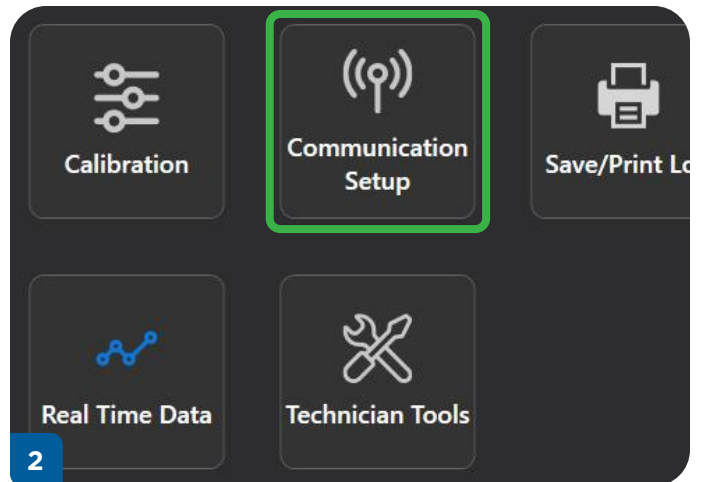 Calibration
Communication
Setup
Save/Print Lo
Real Time Data
Technician Tools
2